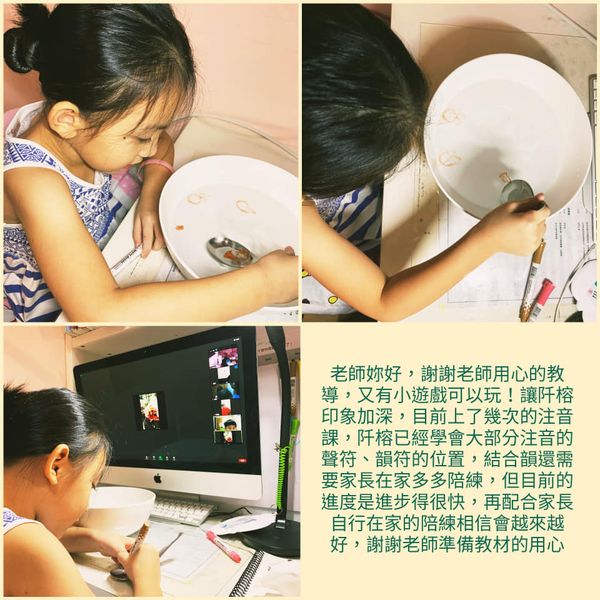 老師妳好，謝謝老師用心的教
導，又有小遊戲可以玩！讓阡榕
印象加深，目前上了幾次的注音
課，阡榕已經學會大部分注音的
聲符、韻符的位置，結合韻還需
要家長在家多多陪練，但目前的
進度是進步得很快，再配合家長
自行在家的陪練相信會越來越
好，謝謝老師準備教材的用心